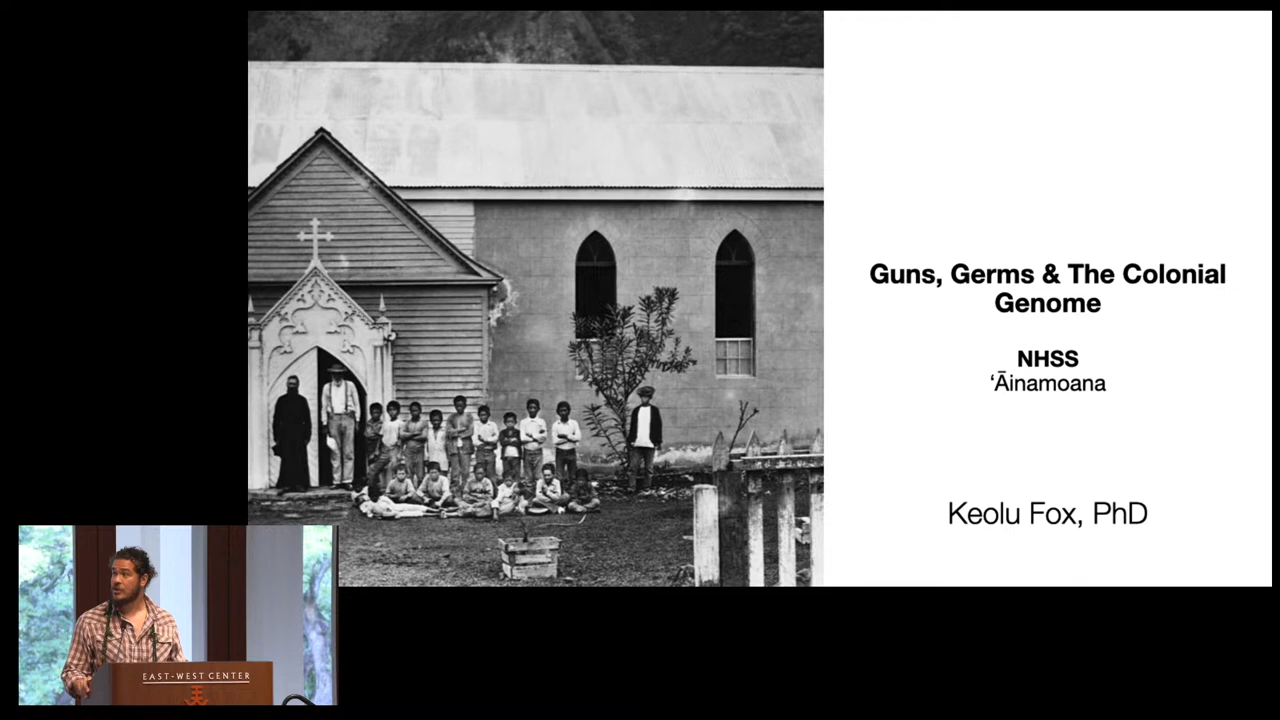 Guns, Germs & The Colonial
Genome
NHSS
ʻĀinamoana
Keolu Fox, PhD
EAST-WEST CENTER